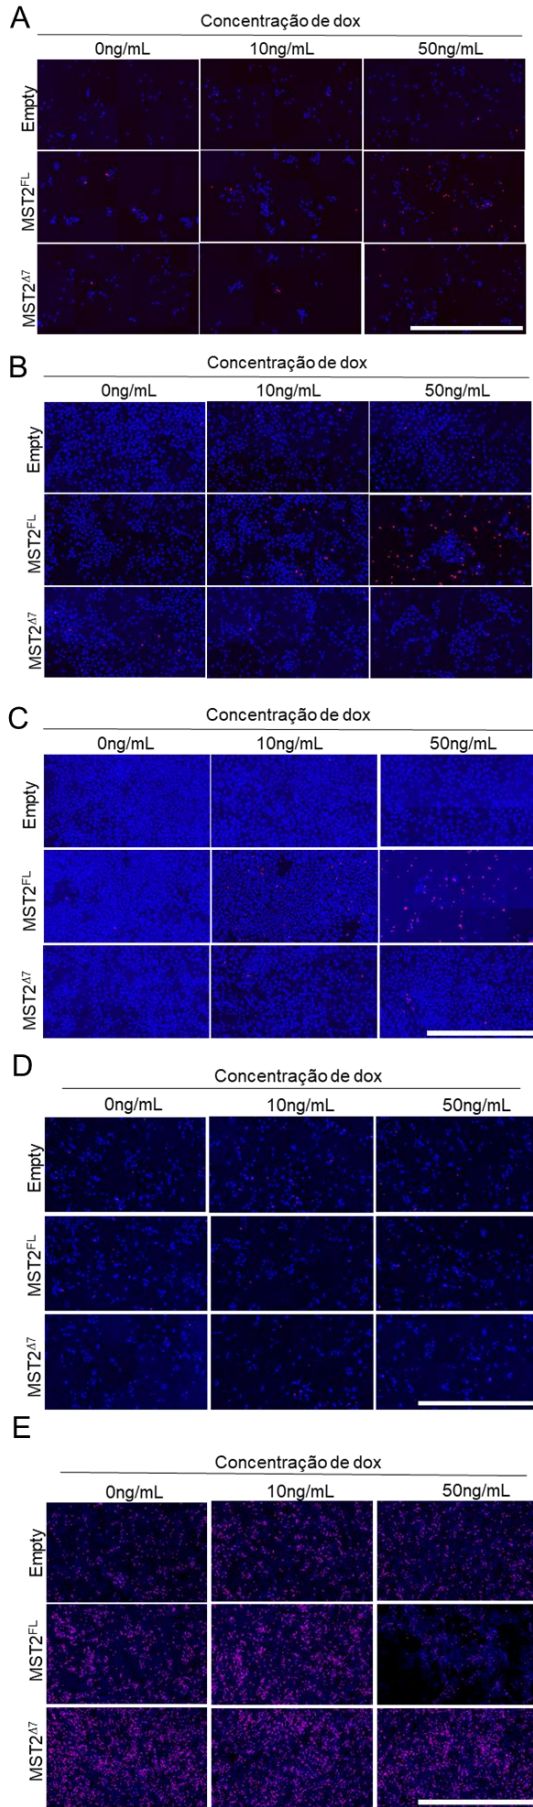 A
Concentração de dox
0ng/mL 10ng/mL 50ng/mL
Empty
MST2FL
MST2Δ7
B
Concentração de dox
0ng/mL 10ng/mL 50ng/mL
Empty
MST2FL
MST2Δ7
C
Concentração de dox
0ng/mL 10ng/mL 50ng/mL
Empty
MST2FL
MST2Δ7
D
Concentração de dox
0ng/mL 10ng/mL 50ng/mL
Empty
MST2FL
MST2Δ7
E
Concentração de dox
0ng/mL 10ng/mL 50ng/mL
Empty
MST2FL
MST2Δ7